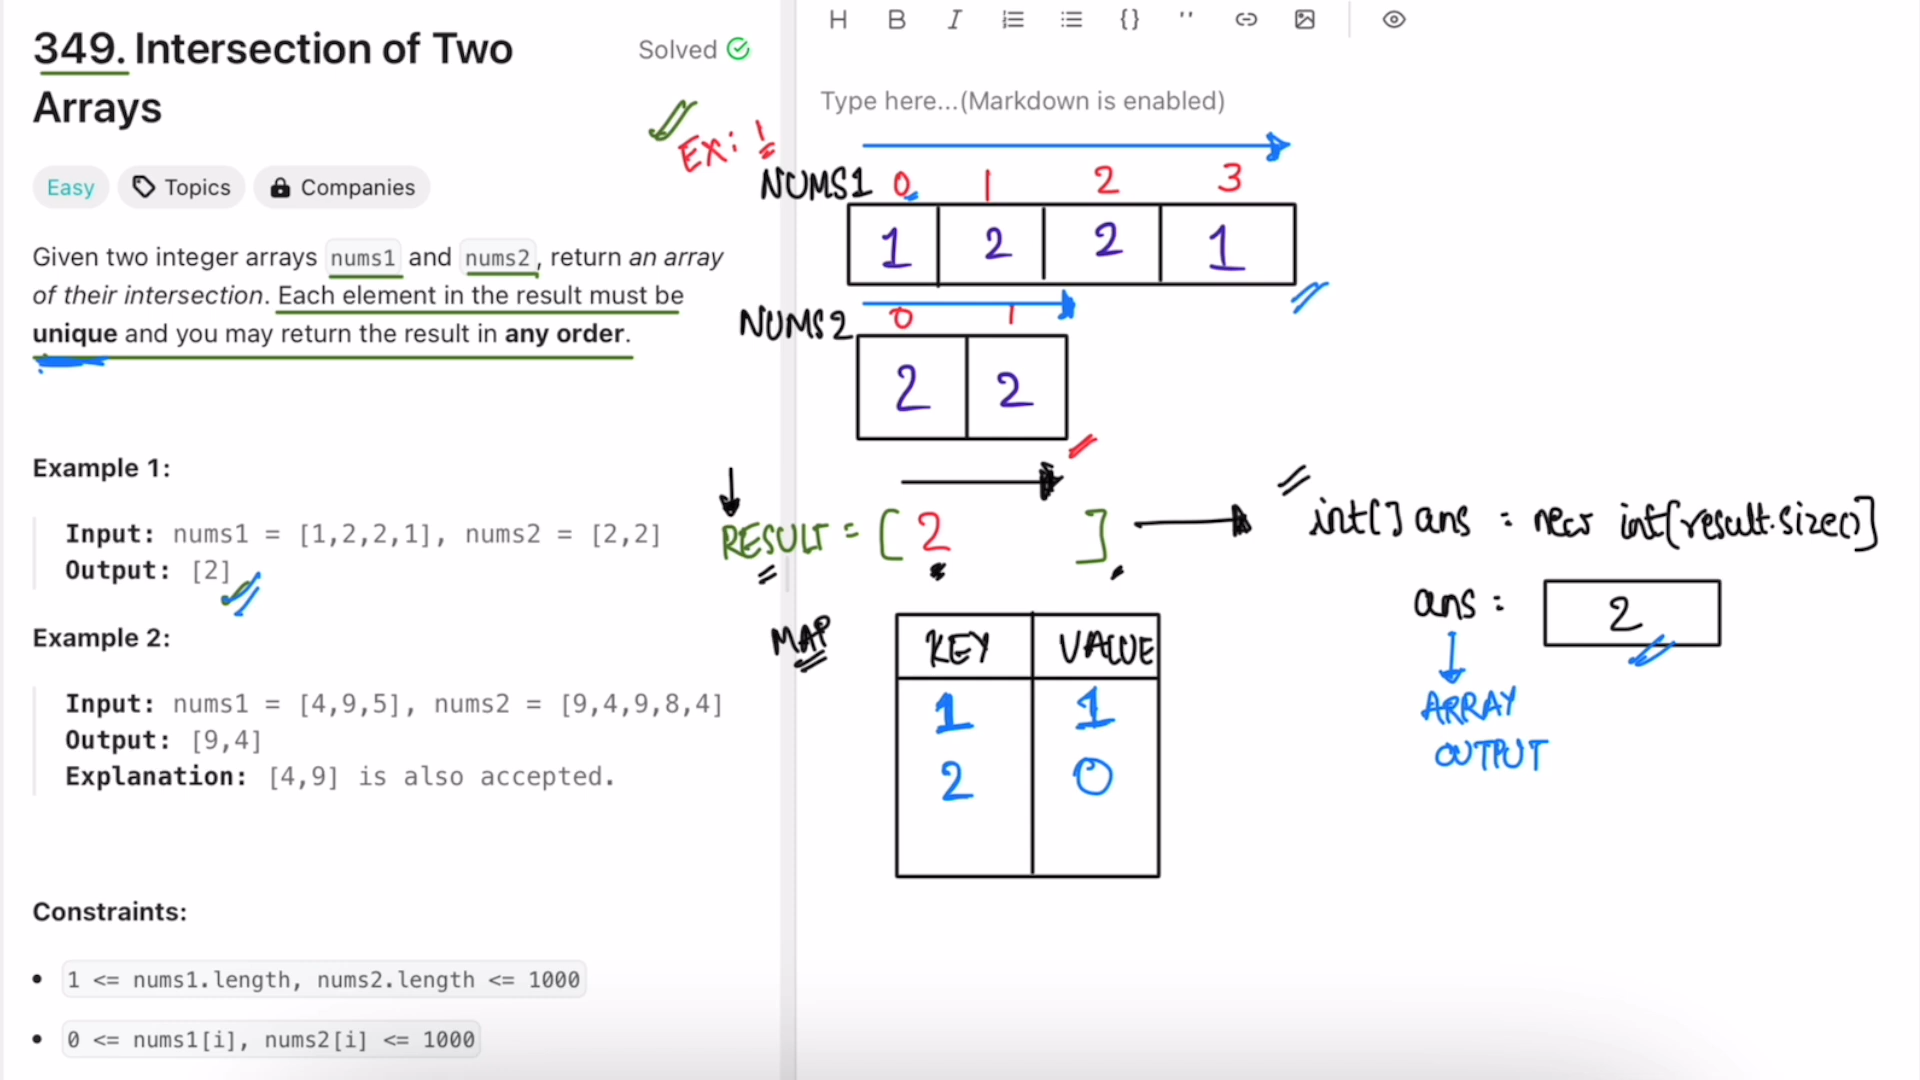 349. Intersection of Two
Arrays
Solved
Easy
Topics
Companies
Given two integer arrays nums1 and nums2, return an array
of their intersection. Each element in the result must be
unique and you may return the result in any order.
Example 1:
Input: nums1 = [1,2,2,1], nums2 = [2,2]
Output: [2]
Example 2:
Input: nums1 = [4,9,5], nums2 = [9,4,9,8,4]
Output: [9,4]
Explanation: [4,9] is also accepted.
Constraints:
1 <= nums1.length, nums2.length <= 1000
0 <= nums1[i], nums2[i] <= 1000
H B I {} ''
Type here...(Markdown is enabled)
EX: 1
NUMS1 0 1 2 3
1 2 2 1
NUMS2 0 1
2 2
RESULT = [ 2 ]
int[] ans = new int[result.size()]
ans = 2
ARRAY
OUTPUT
MAP
KEY VALUE
1 1
2 0